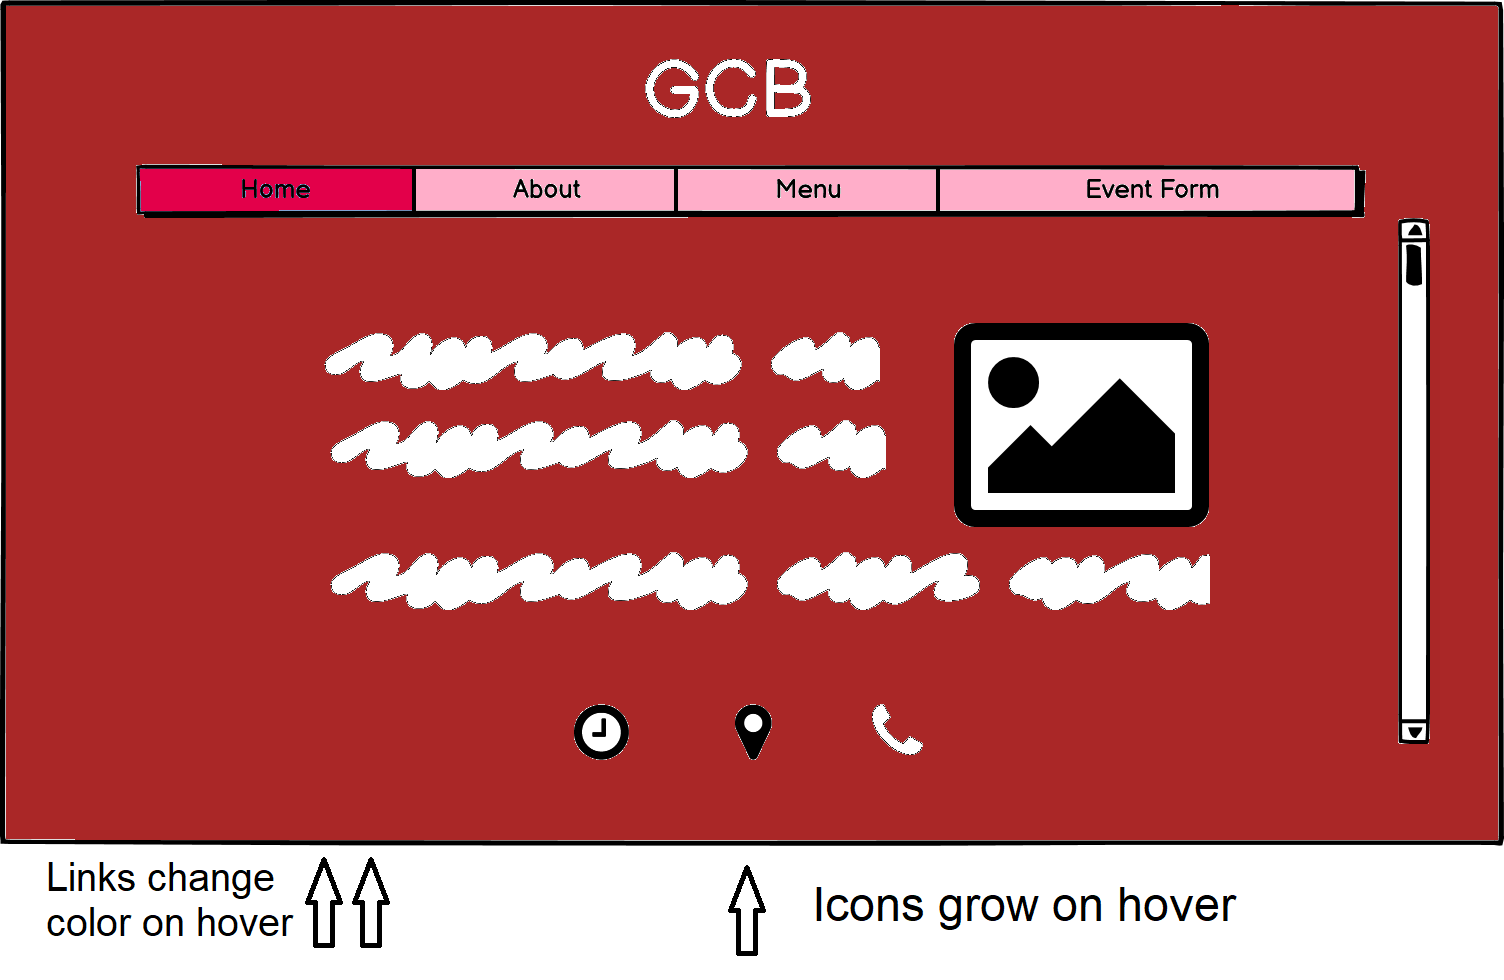 GCB
Home
About
Menu
Event Form
Links change
color on hover
Icons grow on hover